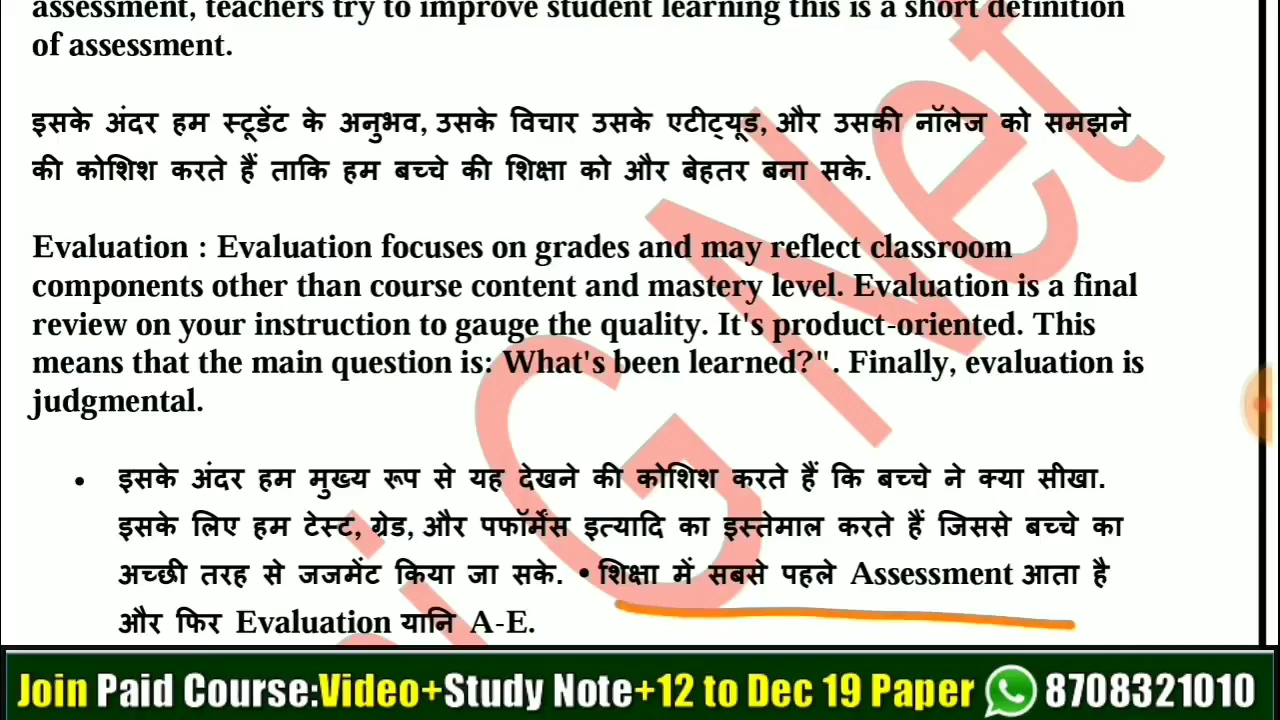 assessment, teachers try to improve student learning this is a short definition
of assessment.
इसके अंदर हम स्टूडेंट के अनुभव, उसके विचार उसके एटीट्यूड, और उसकी नॉलेज को समझने
की कोशिश करते हैं ताकि हम बच्चे की शिक्षा को और बेहतर बना सके.
Evaluation : Evaluation focuses on grades and may reflect classroom
components other than course content and mastery level. Evaluation is a final
review on your instruction to gauge the quality. It's product-oriented. This
means that the main question is: What's been learned?". Finally, evaluation is
judgmental.
• इसके अंदर हम मुख्य रूप से यह देखने की कोशिश करते हैं कि बच्चे ने क्या सीखा.
इसके लिए हम टेस्ट, ग्रेड, और पर्फॉर्मेंस इत्यादि का इस्तेमाल करते हैं जिससे बच्चे का
अच्छी तरह से जजमेंट किया जा सके. • शिक्षा में सबसे पहले Assessment आता है
और फिर Evaluation यानि A-E.
Join Paid Course:Video+Study Note+12 to Dec 19 Paper 8708321010
G Net